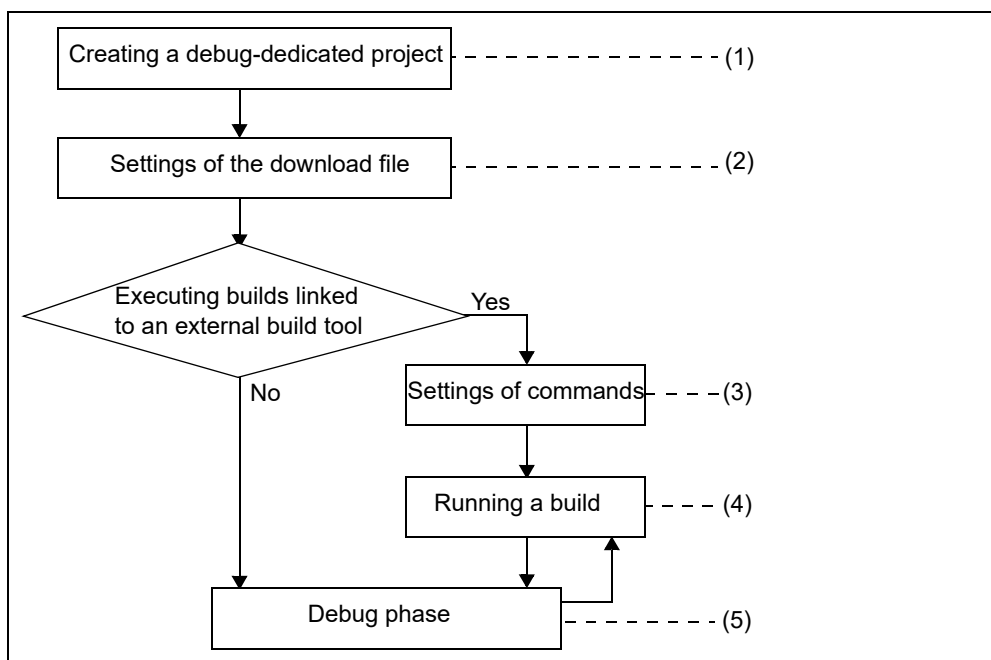 Creating a debug-dedicated project
(1)
Settings of the download file
(2)
Executing builds linked
to an external build tool
Yes
No
Settings of commands
(3)
Running a build
(4)
Debug phase
(5)